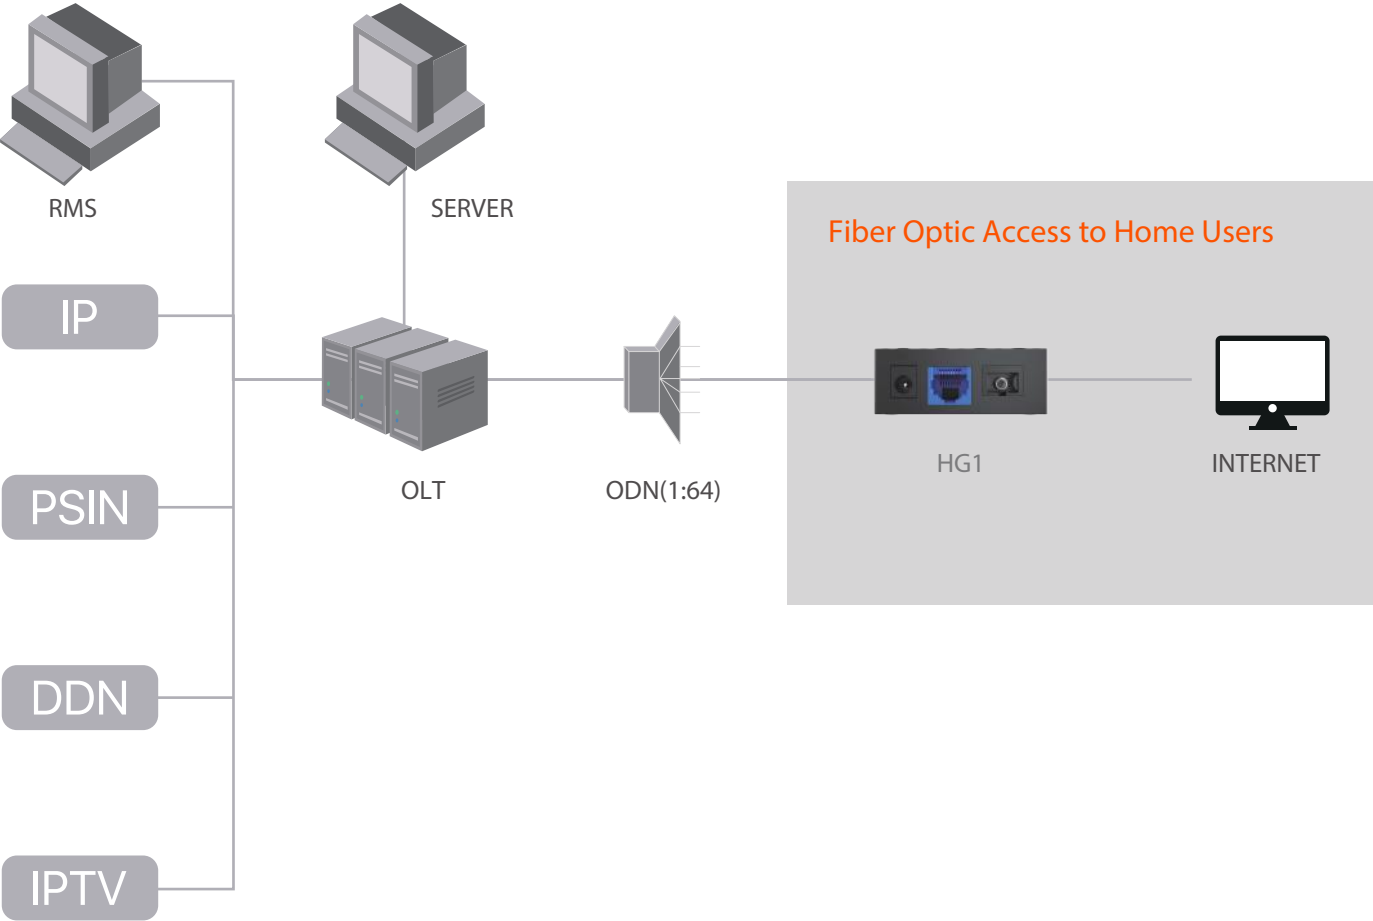 RMS
SERVER
Fiber Optic Access to Home Users
IP
HG1
INTERNET
OLT
ODN(1:64)
PSIN
DDN
IPTV